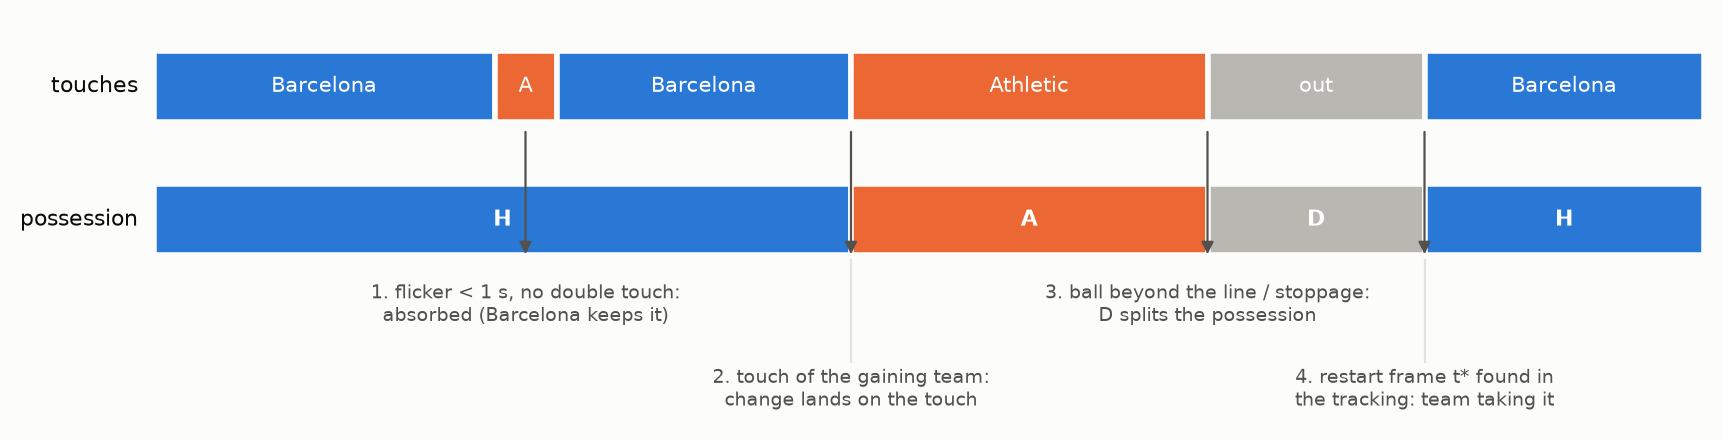 touches Barcelona A Barcelona Athletic out Barcelona
possession H A D H
1. flicker < 1 s, no double touch:
absorbed (Barcelona keeps it)
3. ball beyond the line / stoppage:
D splits the possession
2. touch of the gaining team:
change lands on the touch
4. restart frame t* found in
the tracking: team taking it